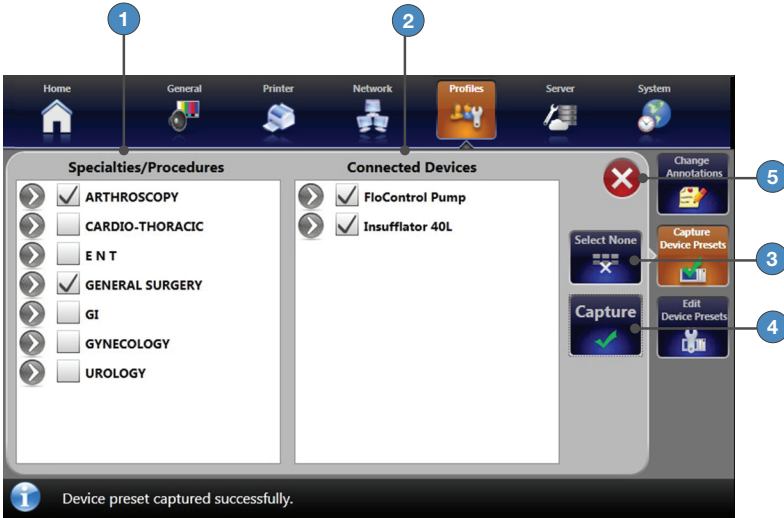 1
2
Home
General
Printer
Network
Profiles
Server
System
Specialties/Procedures
ARTHROSCOPY
CARDIO-THORACIC
E N T
GENERAL SURGERY
GI
GYNECOLOGY
UROLOGY
Connected Devices
FloControl Pump
Insufflator 40L
Select None
Capture
Change
Annotations
Capture
Device Presets
Edit
Device Presets
5
3
4
Device preset captured successfully.